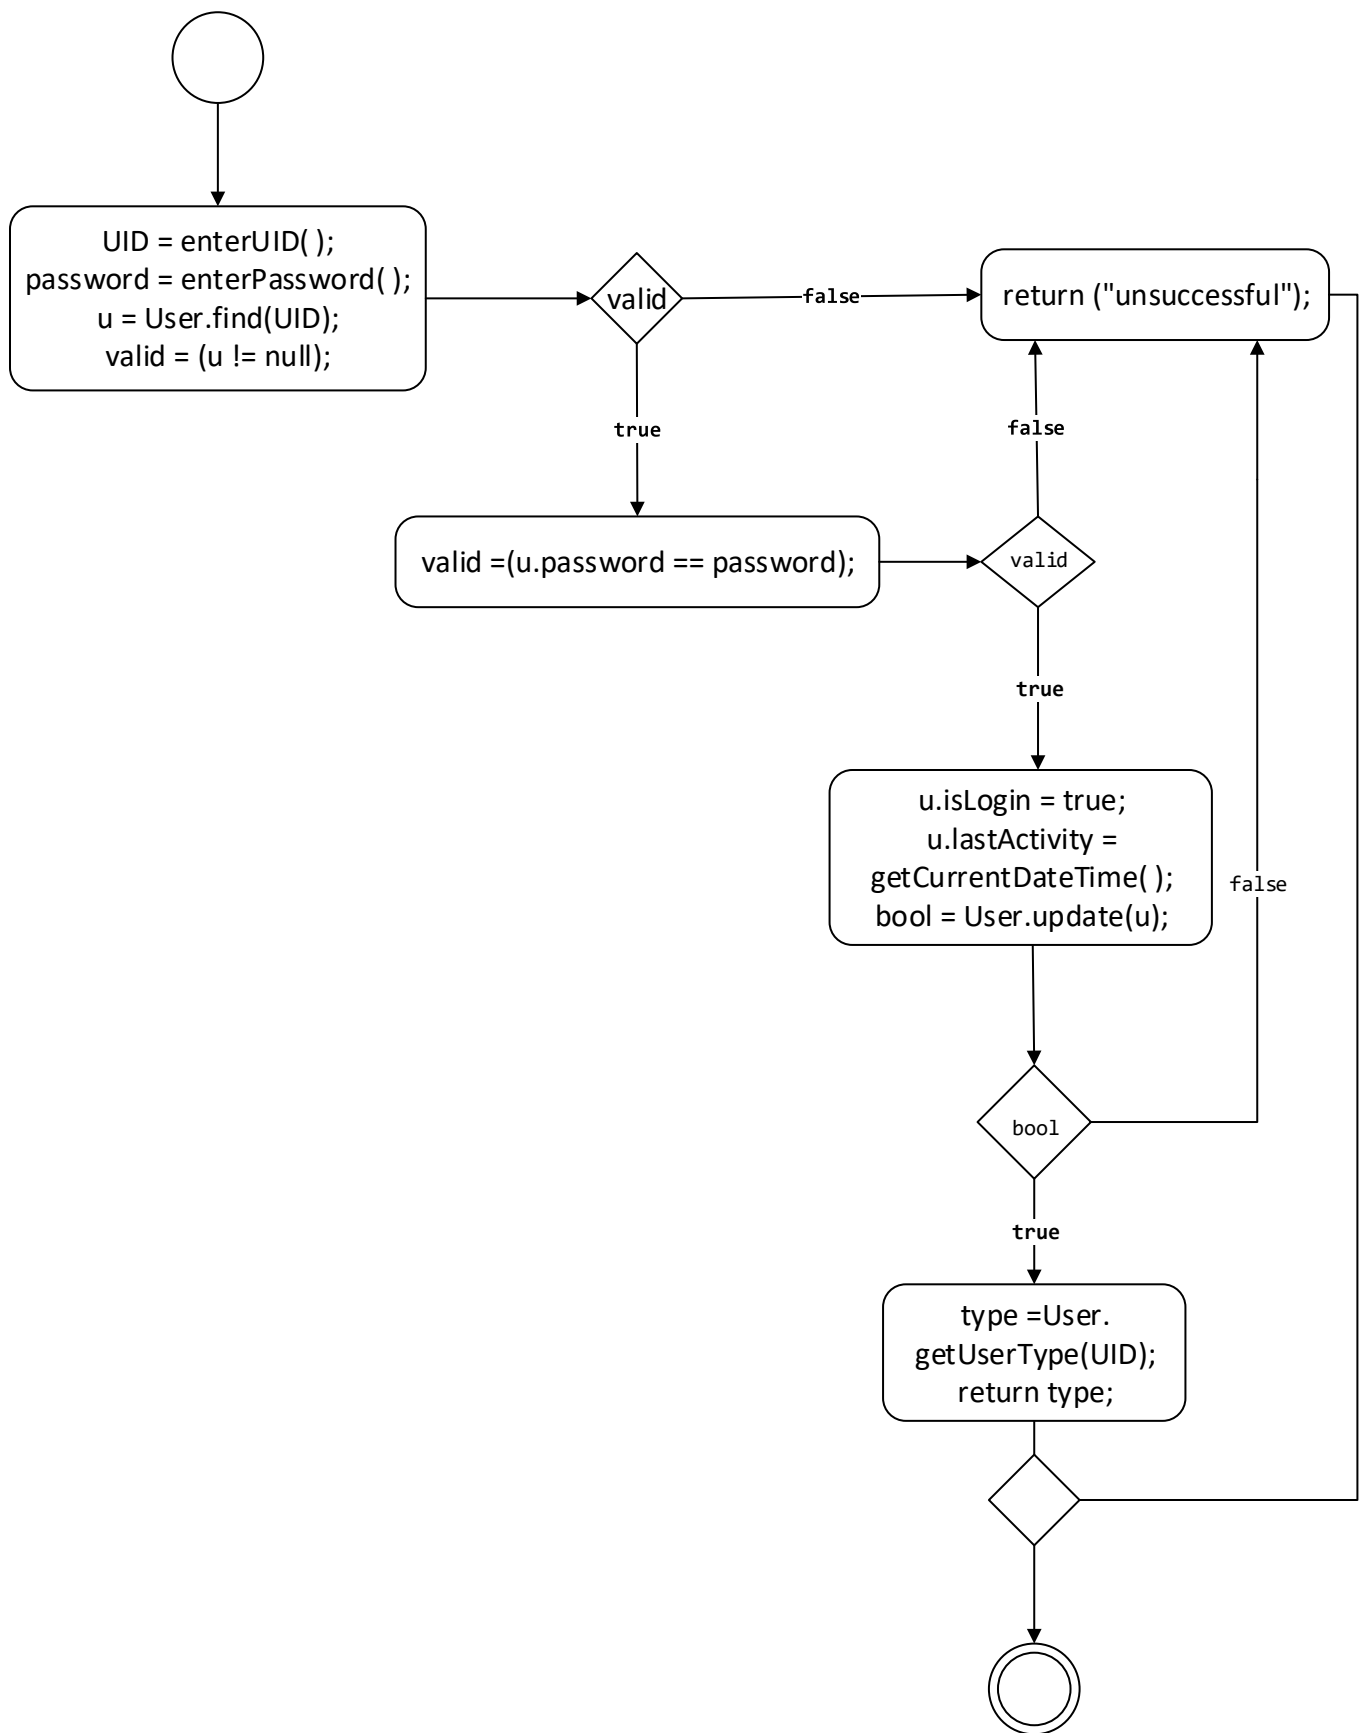 UID = enterUID( );
password = enterPassword( );
u = User.find(UID);
valid = (u != null);
valid
false
return ("unsuccessful");
true
false
valid =(u.password == password);
valid
true
u.isLogin = true;
u.lastActivity =
getCurrentDateTime( );
bool = User.update(u);
false
bool
true
type =User.
getUserType(UID);
return type;